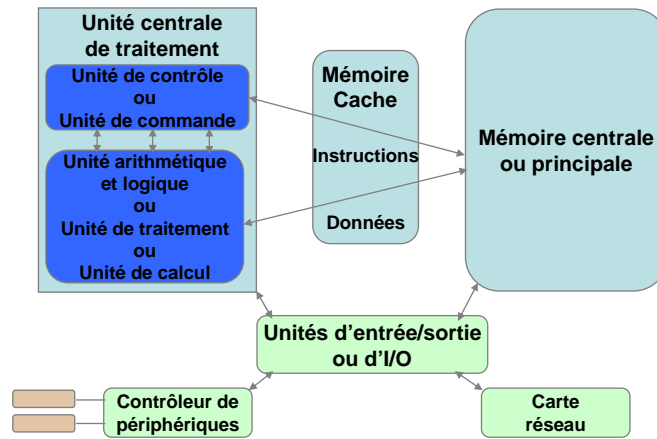 Unité centrale
de traitement
Unité de contrôle
ou
Unité de commande
Unité arithmétique
et logique
ou
Unité de traitement
ou
Unité de calcul
Mémoire
Cache
Instructions
Données
Mémoire centrale
ou principale
Unités d'entrée/sortie
ou d'I/O
Contrôleur de
périphériques
Carte
réseau